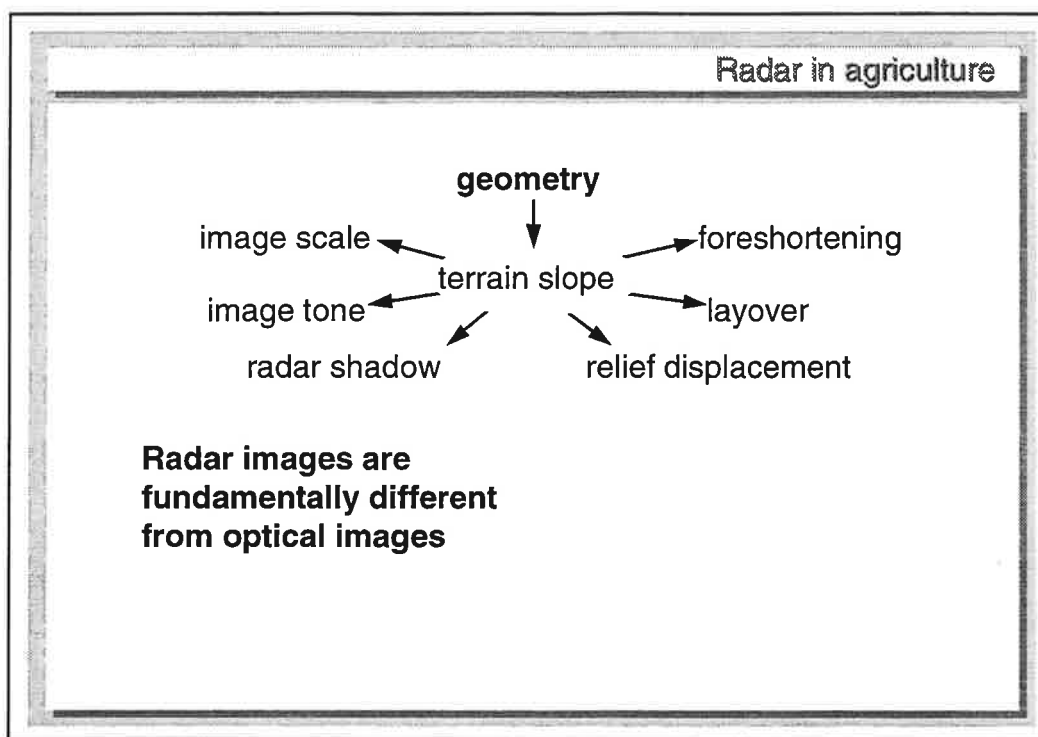 Radar in agriculture
geometry
image scale
foreshortening
terrain slope
image tone
layover
radar shadow
relief displacement
Radar images are
fundamentally different
from optical images